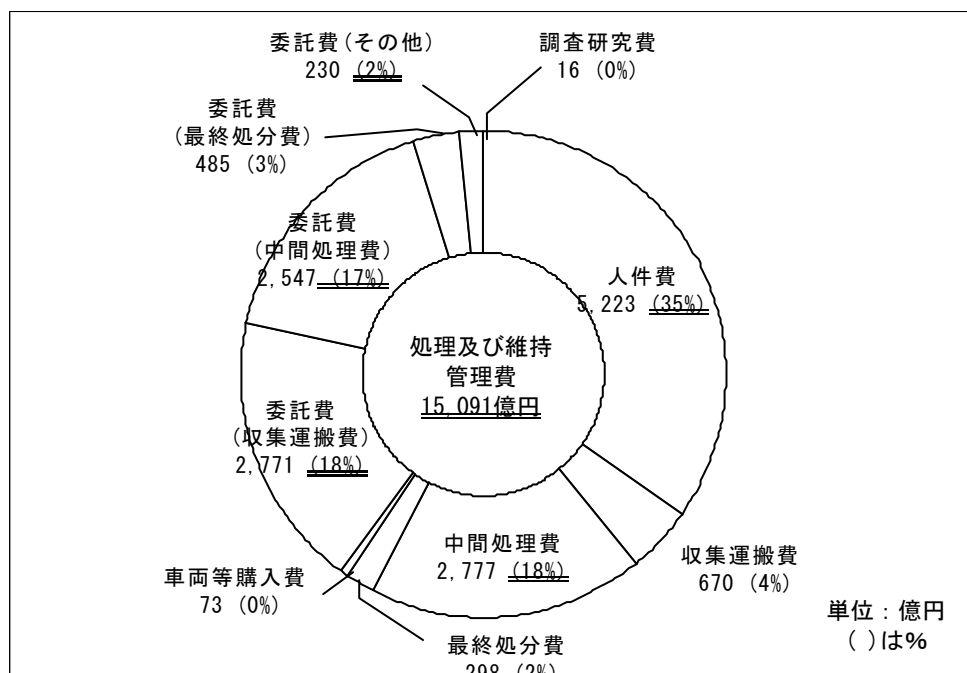 委託費(その他)
230 (2%)
調査研究費
16 (0%)
委託費
(最終処分費)
485 (3%)
委託費
(中間処理費)
2,547 (17%)
人件費
5,223 (35%)
処理及び維持
管理費
15,091億円
委託費
(収集運搬費)
2,771 (18%)
中間処理費
2,777 (18%)
収集運搬費
670 (4%)
車両等購入費
73 (0%)
最終処分費
298 (2%)
単位：億円
( )は%